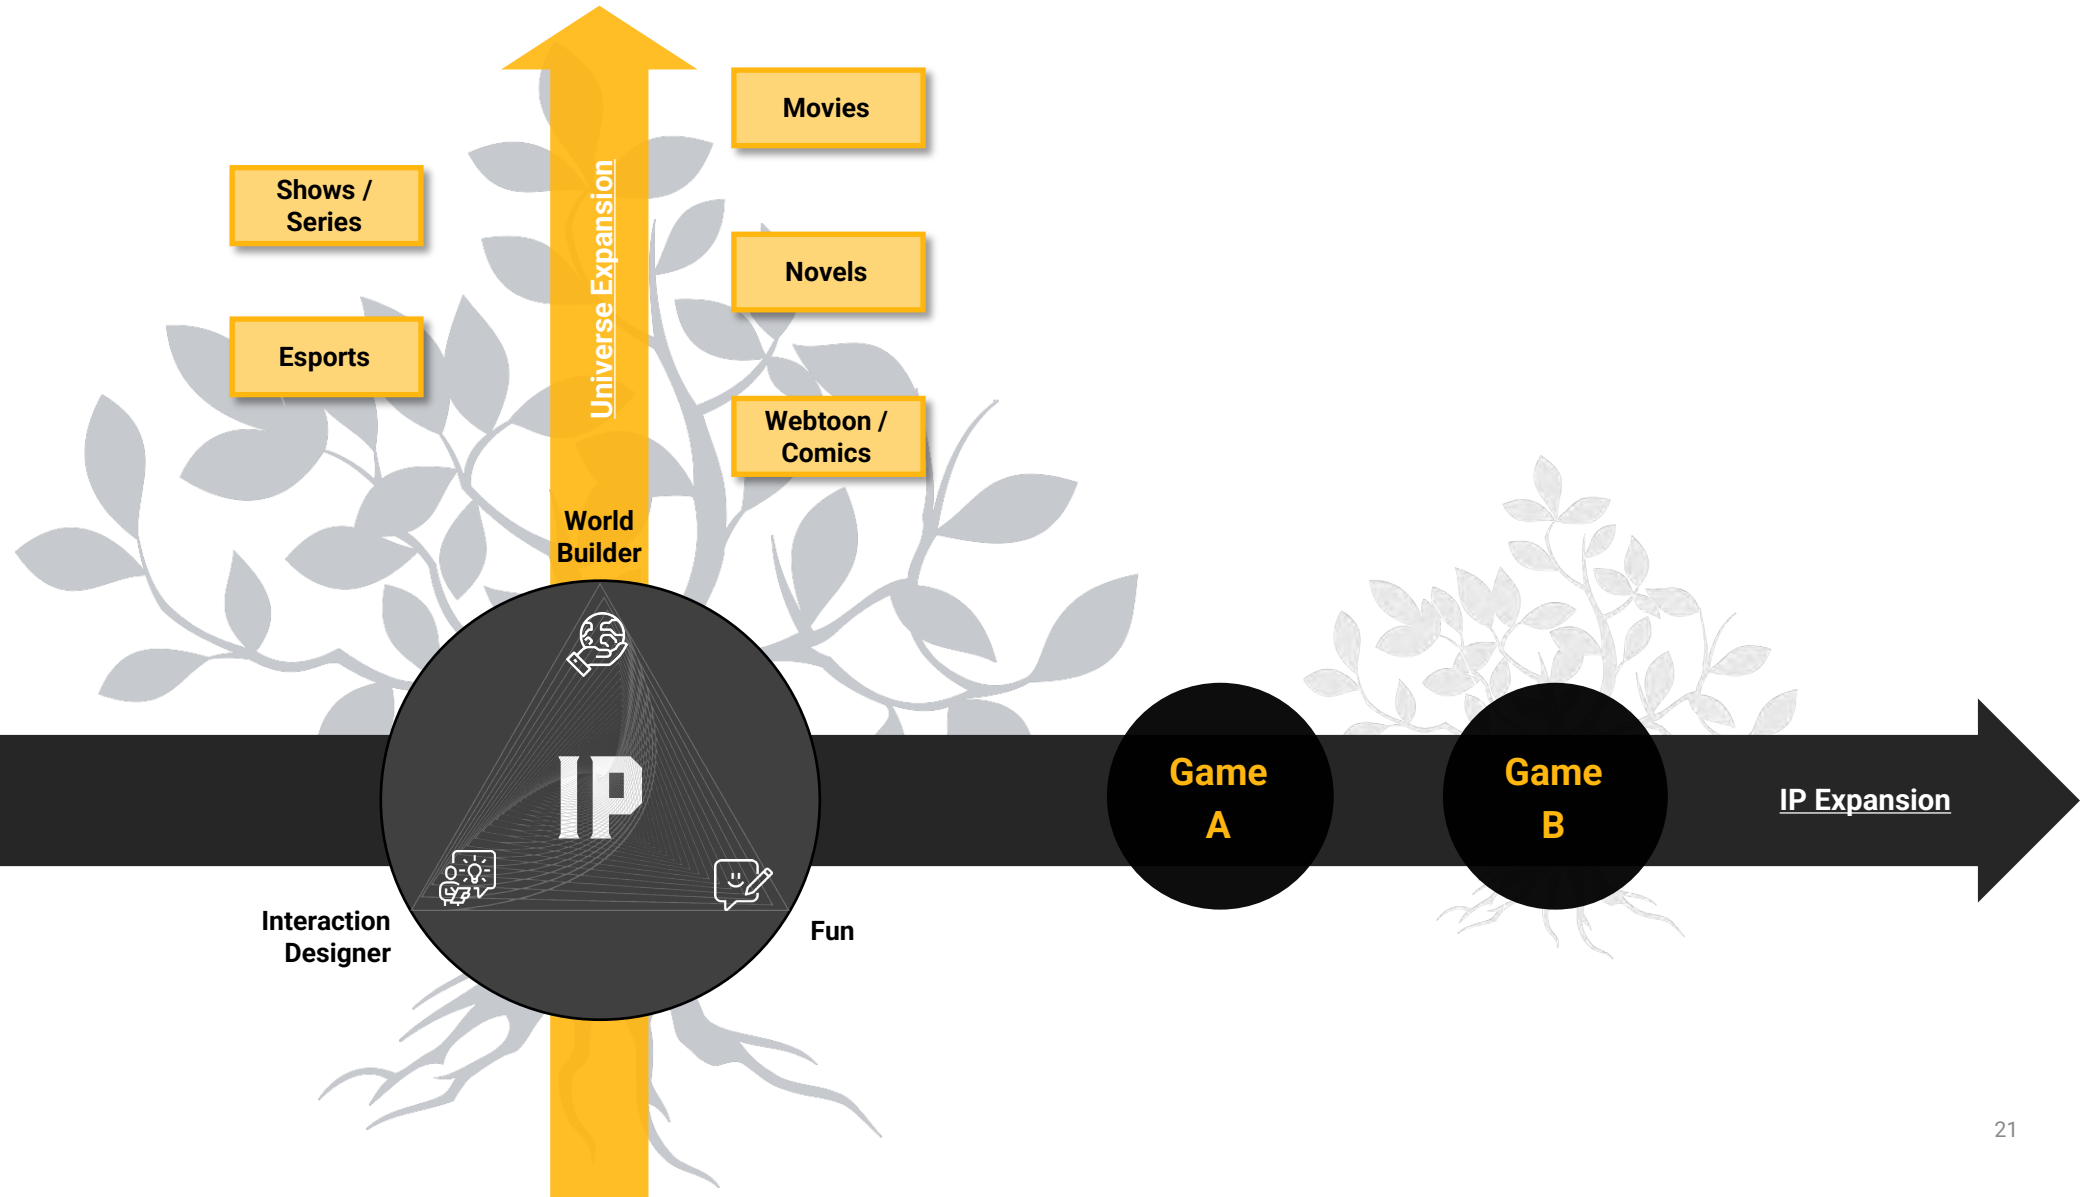 Movies
Shows /
Series
Universe Expansion
Novels
Esports
Webtoon /
Comics
World
Builder
IP
Game
A
Game
B
IP Expansion
Interaction
Designer
Fun
21